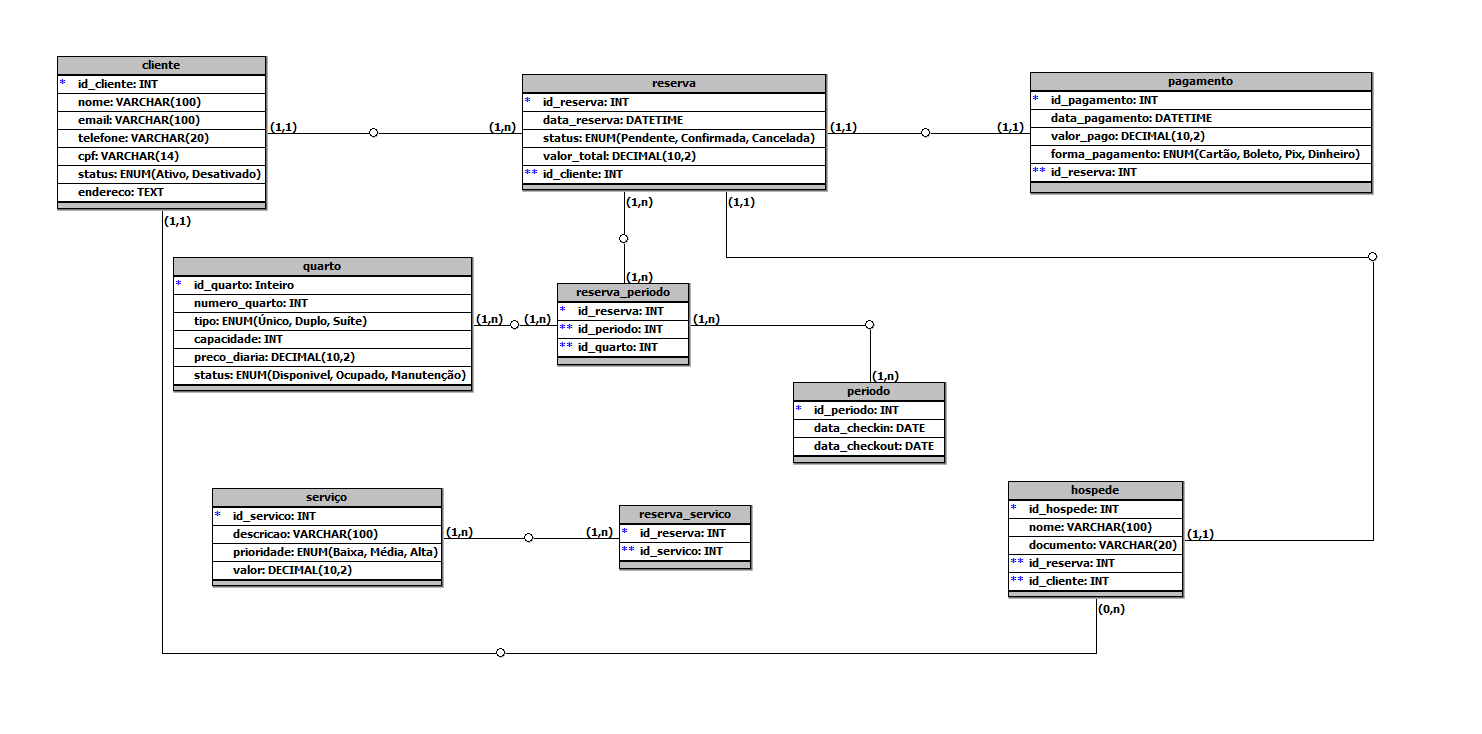 cliente
* id_cliente: INT
nome: VARCHAR(100)
email: VARCHAR(100)
telefone: VARCHAR(20)
cpf: VARCHAR(14)
status: ENUM(Ativo, Desativado)
endereco: TEXT
(1,1)
(1,n)
(1,1)
reserva
* id_reserva: INT
data_reserva: DATETIME
status: ENUM(Pendente, Confirmada, Cancelada)
valor_total: DECIMAL(10,2)
** id_cliente: INT
(1,1)
(1,1)
(1,n)
(1,1)
pagamento
* id_pagamento: INT
data_pagamento: DATETIME
valor_pago: DECIMAL(10,2)
forma_pagamento: ENUM(Cartão, Boleto, Pix, Dinheiro)
** id_reserva: INT
quarto
* id_quarto: Inteiro
numero_quarto: INT
tipo: ENUM(Único, Duplo, Suíte)
capacidade: INT
preco_diaria: DECIMAL(10,2)
status: ENUM(Disponivel, Ocupado, Manutenção)
(1,n)
(1,n)
(1,n)
reserva_periodo
* id_reserva: INT
** id_periodo: INT
** id_quarto: INT
(1,n)
(1,n)
periodo
* id_periodo: INT
data_checkin: DATE
data_checkout: DATE
serviço
* id_servico: INT
descricao: VARCHAR(100)
prioridade: ENUM(Baixa, Média, Alta)
valor: DECIMAL(10,2)
(1,n)
(1,n)
reserva_servico
* id_reserva: INT
** id_servico: INT
hospede
* id_hospede: INT
nome: VARCHAR(100)
documento: VARCHAR(20)
** id_reserva: INT
** id_cliente: INT
(1,1)
(0,n)